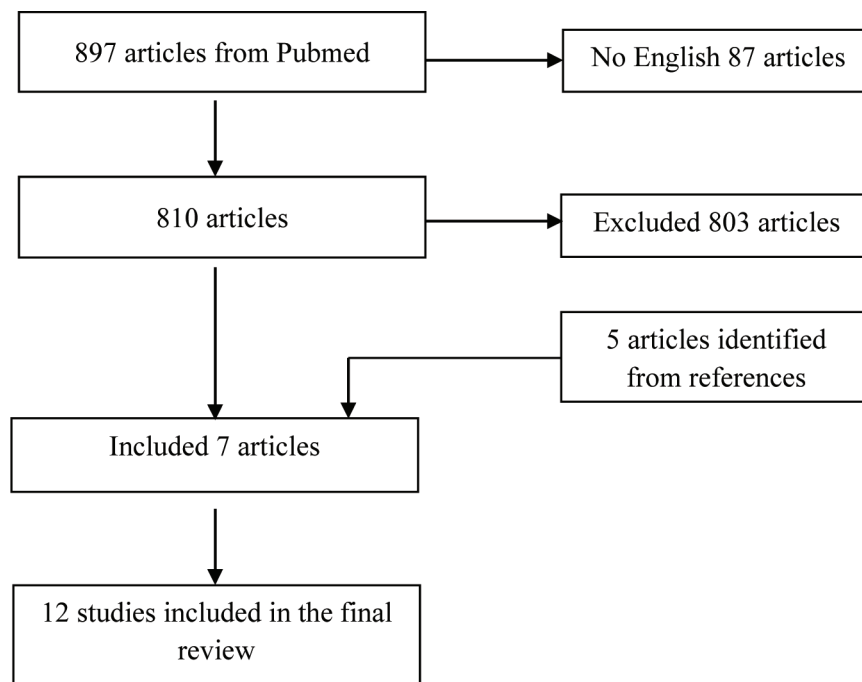 897 articles from Pubmed
No English 87 articles
810 articles
Excluded 803 articles
5 articles identified
from references
Included 7 articles
12 studies included in the final
review